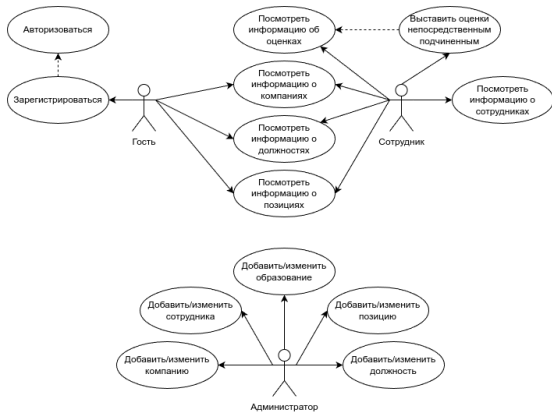 Авторизоваться
Посмотреть
информацию об
оценках
Выставить оценки
непосредственным
подчиненным
Зарегистрироваться
Посмотреть
информацию о
компаниях
Посмотреть
информацию о
сотрудниках
Гость
Посмотреть
информацию о
должностях
Сотрудник
Посмотреть
информацию о
позициях
Добавить/изменить
образование
Добавить/изменить
сотрудника
Добавить/изменить
позицию
Добавить/изменить
компанию
Добавить/изменить
должность
Администратор